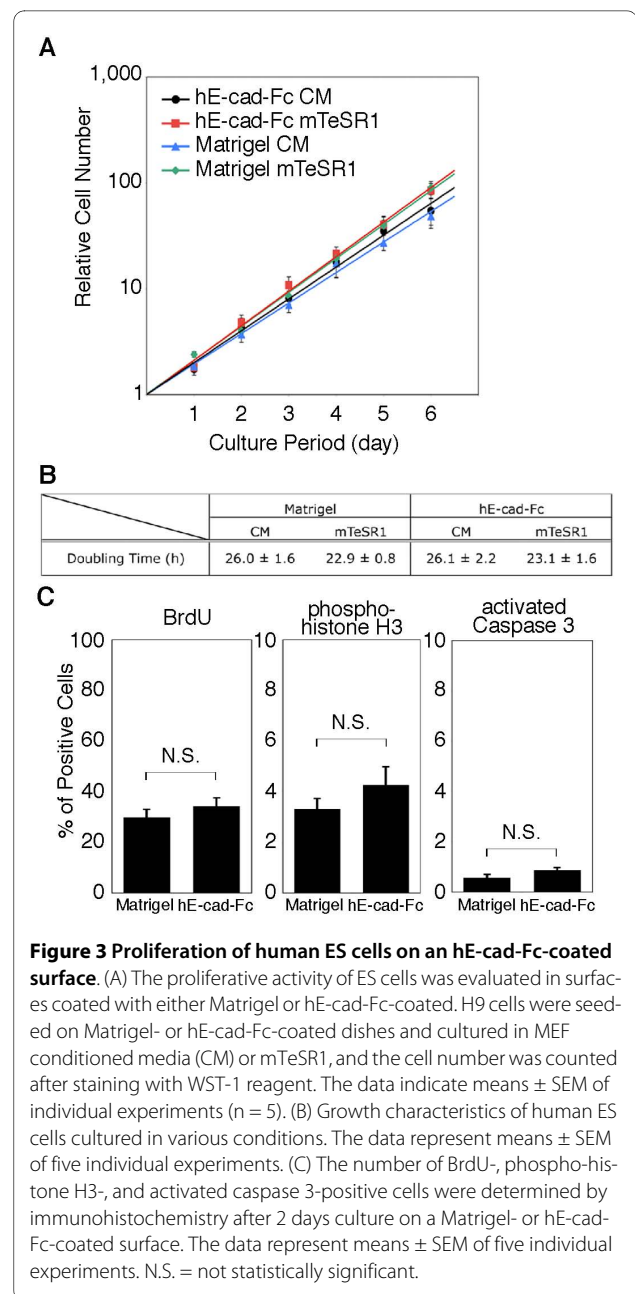 A
1,000
100
10
1
Relative Cell Number
hE-cad-Fc CM
hE-cad-Fc mTeSR1
Matrigel CM
Matrigel mTeSR1
1 2 3 4 5 6
Culture Period (day)
B
Matrigel hE-cad-Fc
CM mTeSR1 CM mTeSR1
Doubling Time (h) 26.0 ± 1.6 22.9 ± 0.8 26.1 ± 2.2 23.1 ± 1.6
C
% of Positive Cells
BrdU
100
80
60
40
20
0
N.S.
Matrigel hE-cad-Fc
phospho-
histone H3
10
8
6
4
2
0
N.S.
Matrigel hE-cad-Fc
activated
Caspase 3
10
8
6
4
2
0
N.S.
Matrigel hE-cad-Fc
Figure 3 Proliferation of human ES cells on an hE-cad-Fc-coated
surface. (A) The proliferative activity of ES cells was evaluated in surfac-
es coated with either Matrigel or hE-cad-Fc-coated. H9 cells were seed-
ed on Matrigel- or hE-cad-Fc-coated dishes and cultured in MEF
conditioned media (CM) or mTeSR1, and the cell number was counted
after staining with WST-1 reagent. The data indicate means ± SEM of
individual experiments (n = 5). (B) Growth characteristics of human ES
cells cultured in various conditions. The data represent means ± SEM
of five individual experiments. (C) The number of BrdU-, phospho-his-
tone H3-, and activated caspase 3-positive cells were determined by
immunohistochemistry after 2 days culture on a Matrigel- or hE-cad-
Fc-coated surface. The data represent means ± SEM of five individual
experiments. N.S. = not statistically significant.